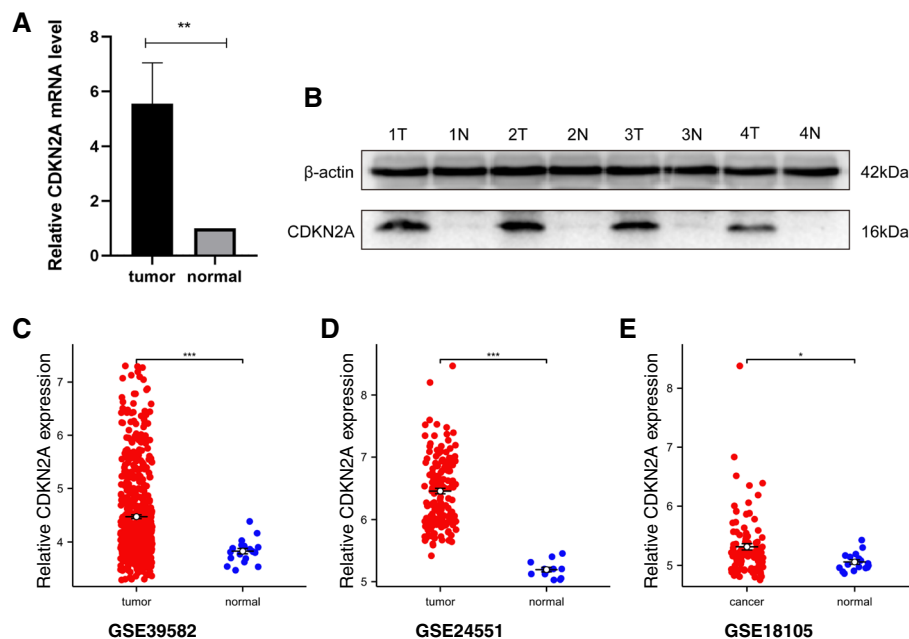 A
Relative CDKN2A mRNA level
8
6
4
2
0
**
tumor normal
B
1T 1N 2T 2N 3T 3N 4T 4N
β-actin 42kDa
CDKN2A 16kDa
C
Relative CDKN2A expression
7
6
5
4
***
tumor normal
GSE39582
D
Relative CDKN2A expression
8
7
6
5
***
tumor normal
GSE24551
E
Relative CDKN2A expression
8
7
6
5
*
cancer normal
GSE18105